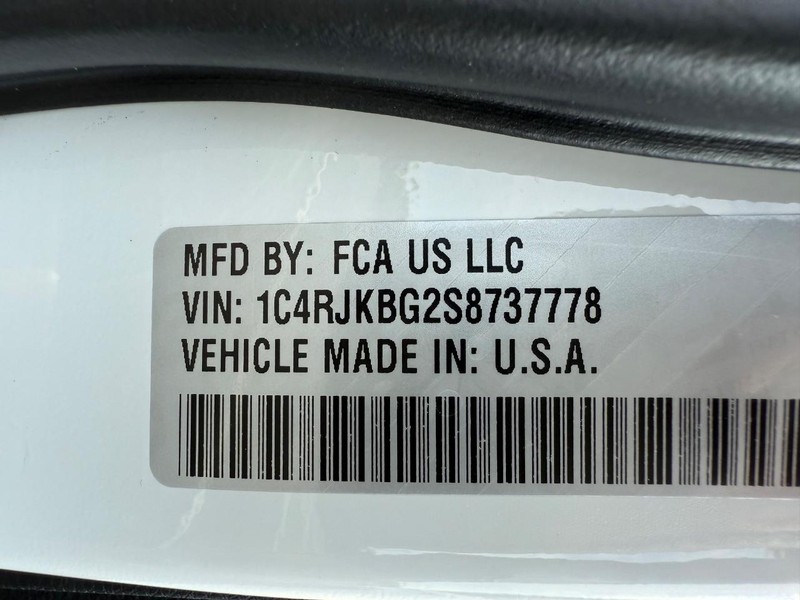 MFD BY: FCA US LLC
VIN: 1C4RJKBG2S8737778
VEHICLE MADE IN: U.S.A.